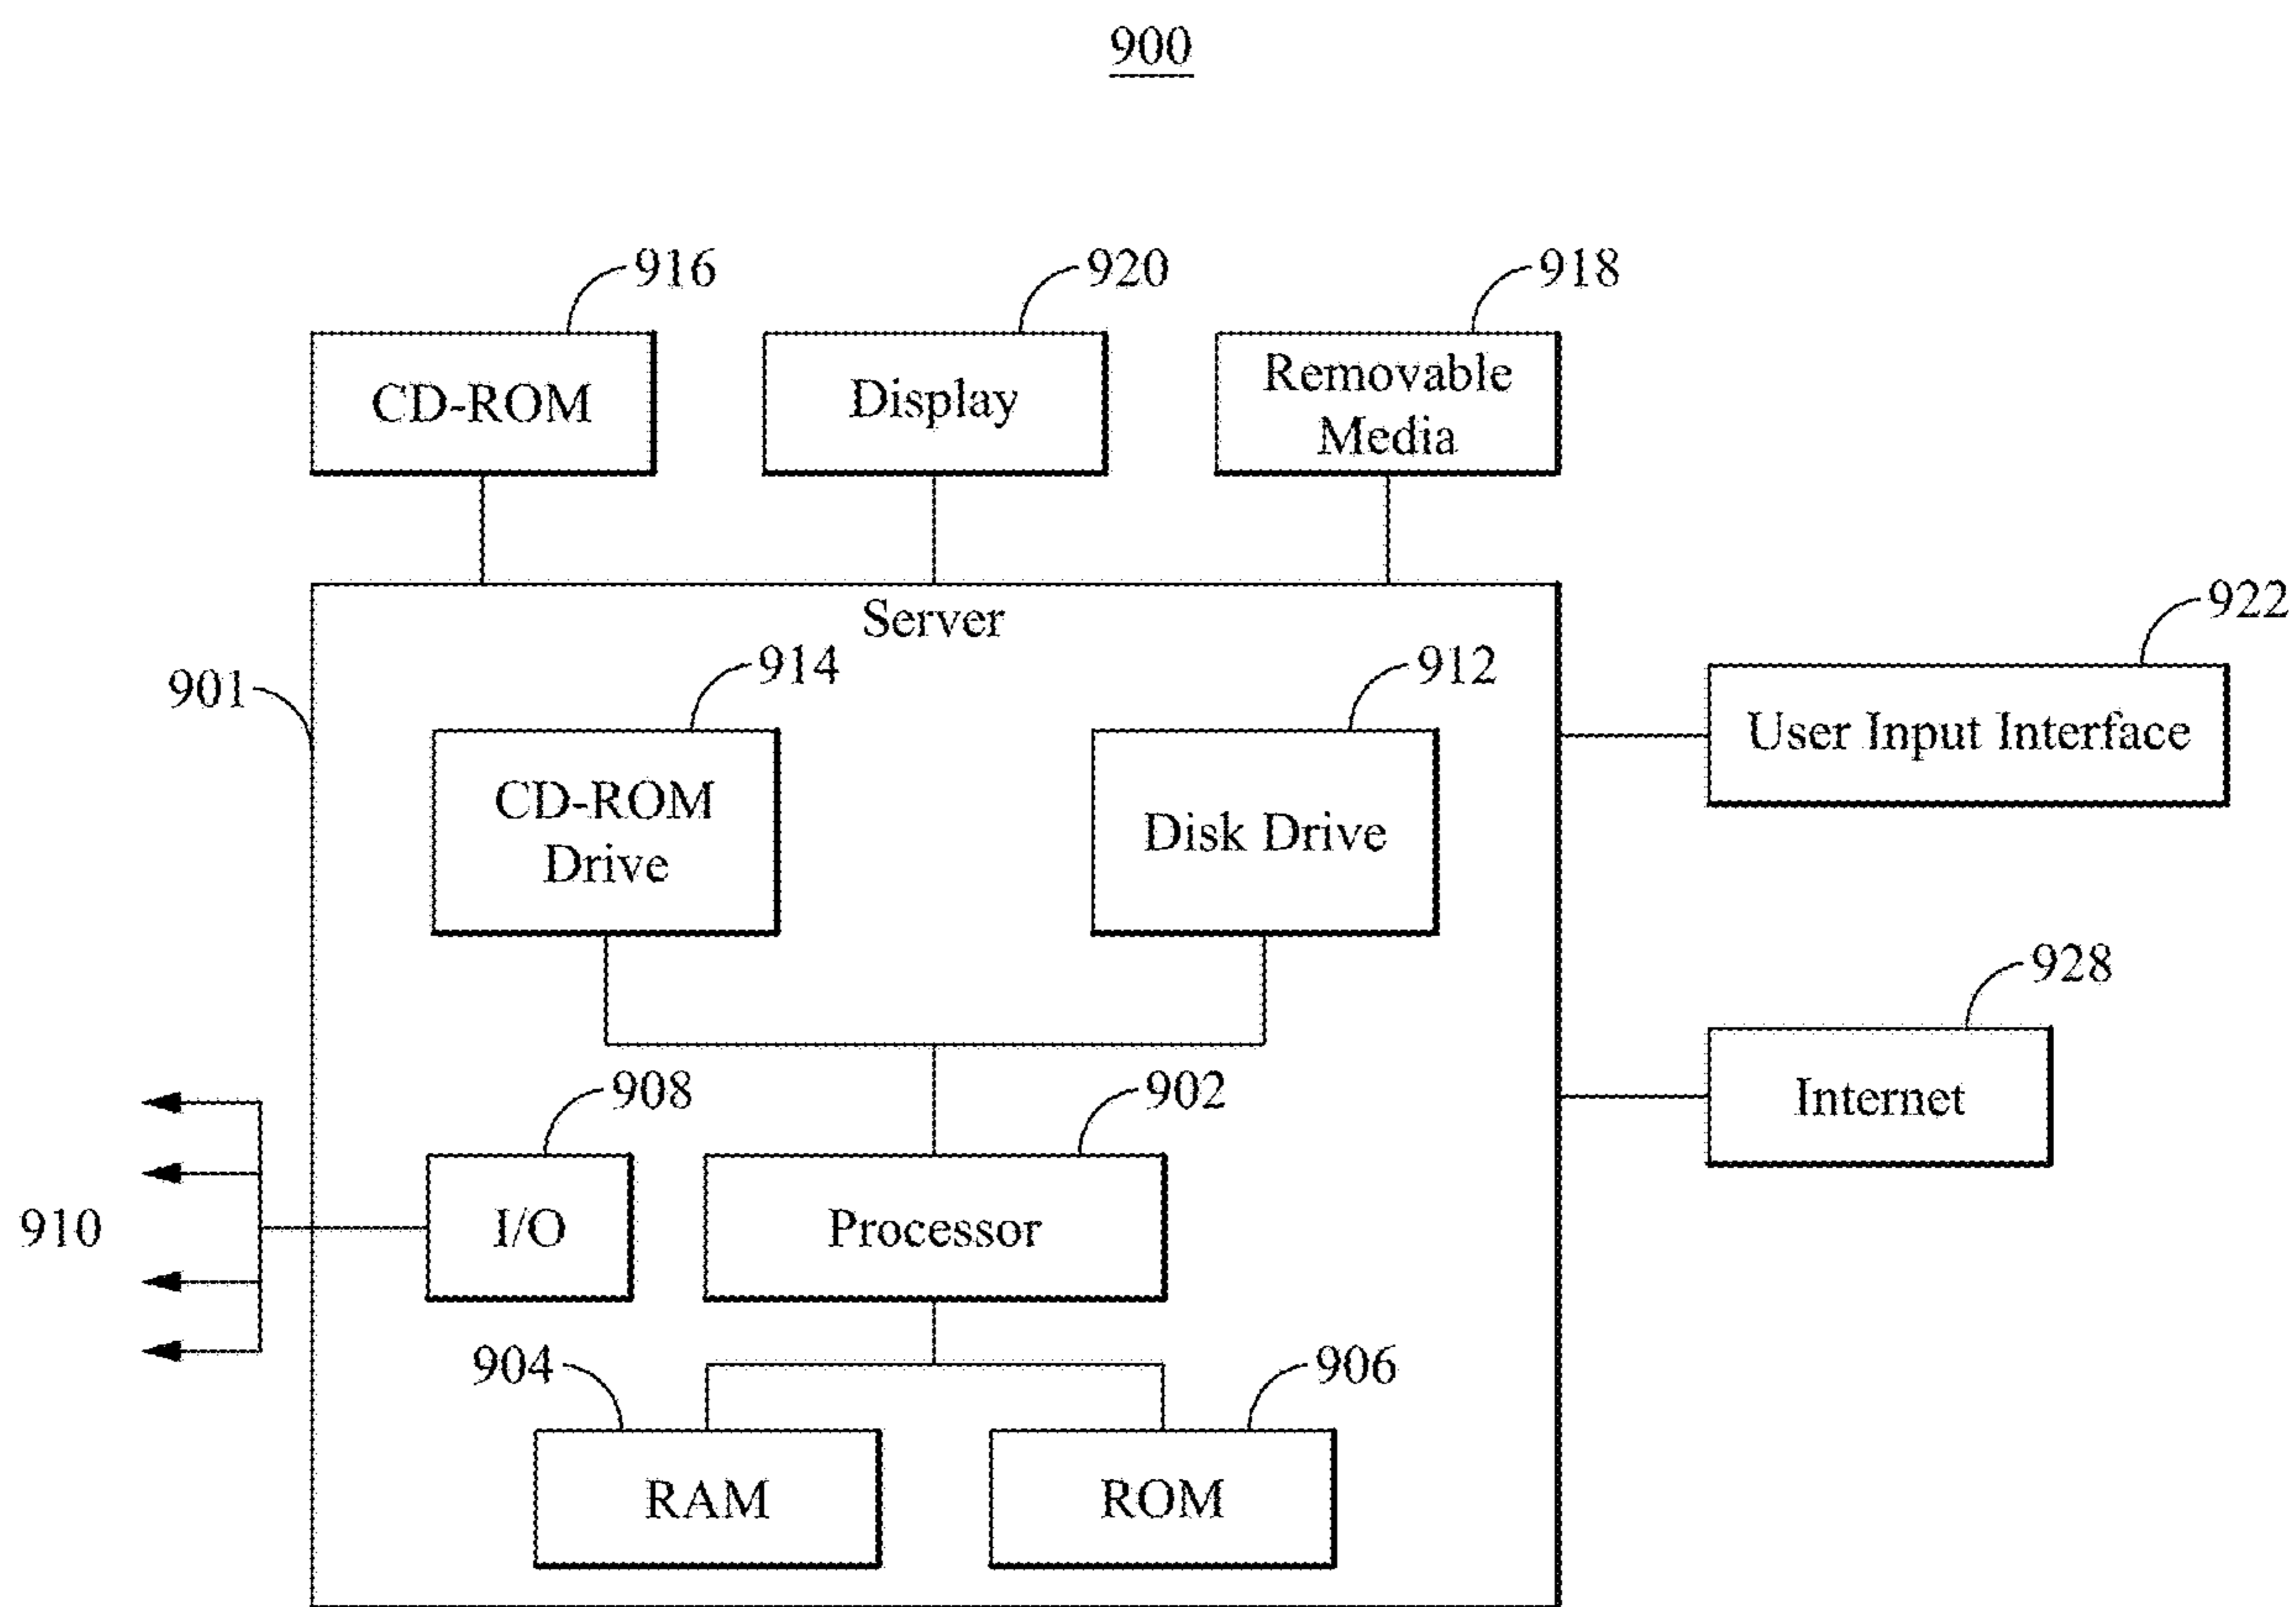 900
916
920
918
CD-ROM
Display
Removable
Media
Server
901
914
912
922
CD-ROM
Drive
Disk Drive
User Input Interface
928
Internet
908
902
910
I/O
Processor
904
906
RAM
ROM